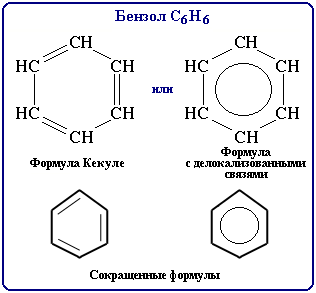 Бензол C6H6
CH
HC CH
HC CH
CH
или
CH
HC CH
HC CH
CH
Формула Кекуле
Формула
с делокализованными
связями
Сокращенные формулы